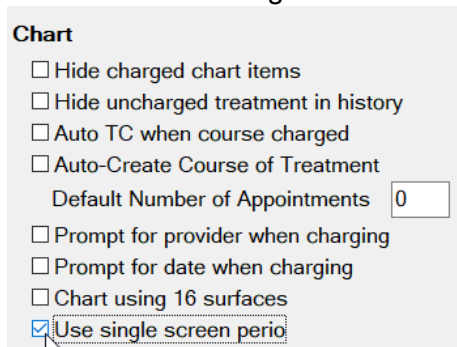 Chart
Hide charged chart items
Hide uncharged treatment in history
Auto TC when course charged
Auto-Create Course of Treatment
Default Number of Appointments 0
Prompt for provider when charging
Prompt for date when charging
Chart using 16 surfaces
Use single screen perio